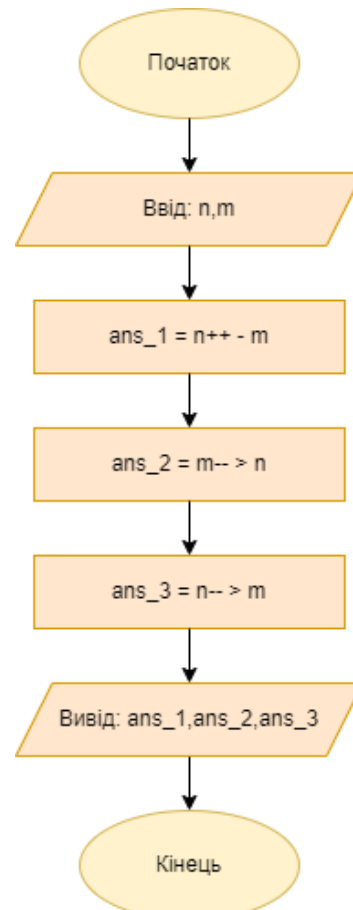 Початок
Ввід: n,m
ans_1 = n++ - m
ans_2 = m-- > n
ans_3 = n-- > m
Вивід: ans_1,ans_2,ans_3
Кінець